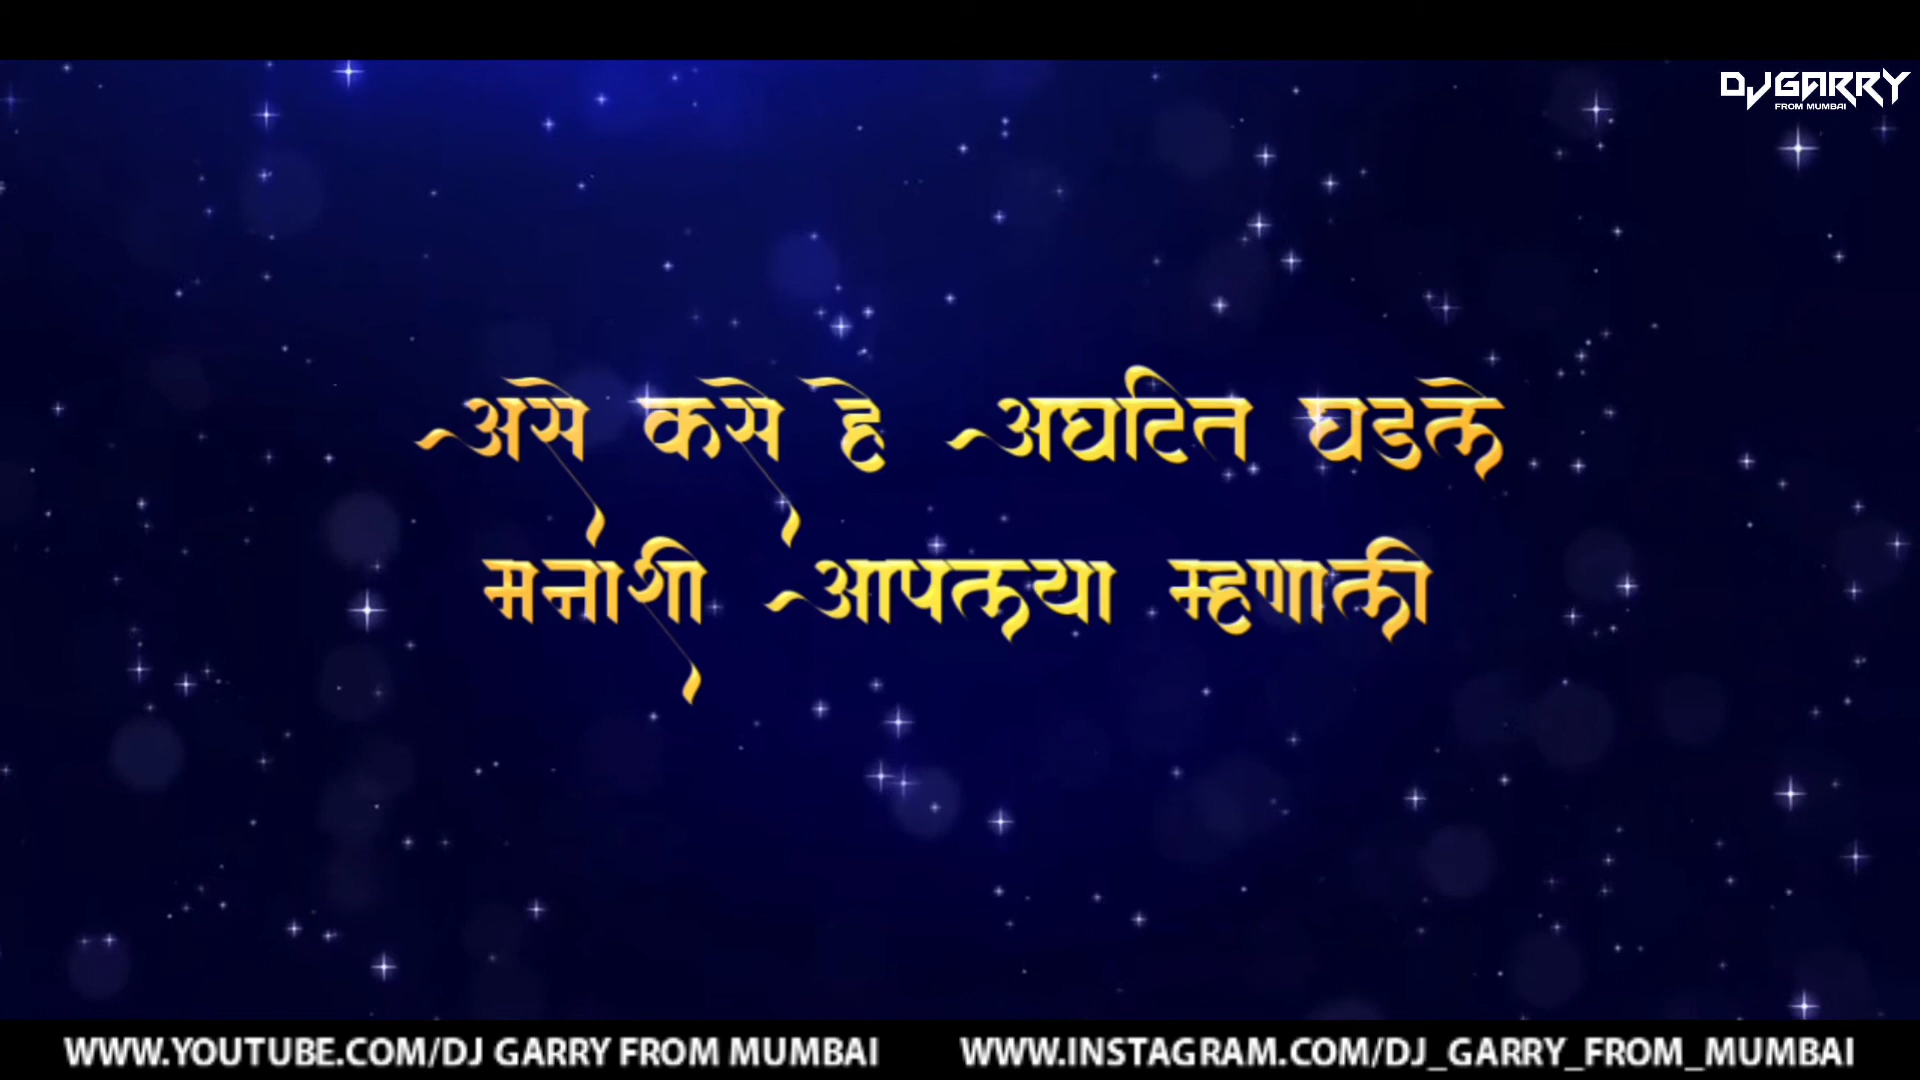 DJ GARRY
FROM MUMBAI
असे कसे हे अघटित घडले
मनाशी आपल्या म्हणाली
WWW.YOUTUBE.COM/DJ GARRY FROM MUMBAI
WWW.INSTAGRAM.COM/DJ_GARRY_FROM_MUMBAI